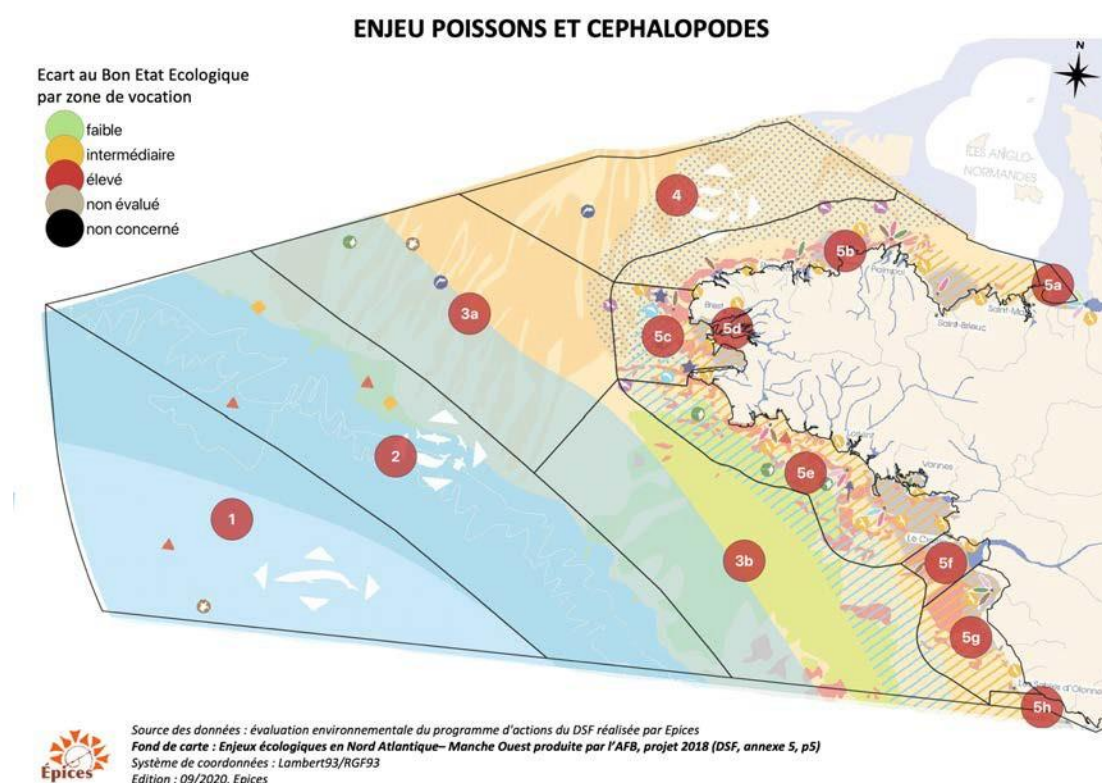 ENJEU POISSONS ET CEPHALOPODES
N
Ecart au Bon Etat Ecologique
par zone de vocation
faible
intermédiaire
élevé
non évalué
non concerné
ILES ANGLO-
NORMANDES
4
5b
Paimpol
5a
3a
Saint-Malo
Brest
5c
5d
Saint-Brieuc
2
Lorient
5e
Vannes
1
3b
5f
5g
Les Sables d'Olonne
5h
Source des données : évaluation environnementale du programme d'actions du DSF réalisée par Epices
Fond de carte : Enjeux écologiques en Nord Atlantique– Manche Ouest produite par l'AFB, projet 2018 (DSF, annexe 5, p5)
Système de coordonnées : Lambert93/RGF93
Edition : 09/2020, Epices
Épices